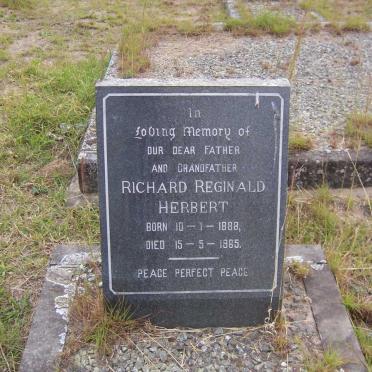 In
Loving Memory of
OUR DEAR FATHER
AND GRANDFATHER
RICHARD REGINALD
HERBERT
BORN 10-1-1888,
DIED 15-5-1965.
PEACE PERFECT PEACE